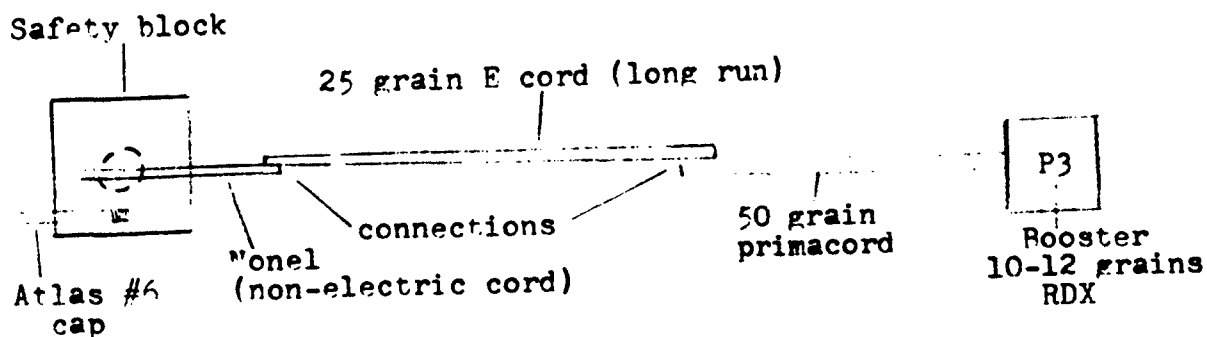 Safety block
25 grain E cord (long run)
P3
connections
50 grain
primacord
Nonel
(non-electric cord)
Booster
10-12 grains
RDX
Atlas #6
cap